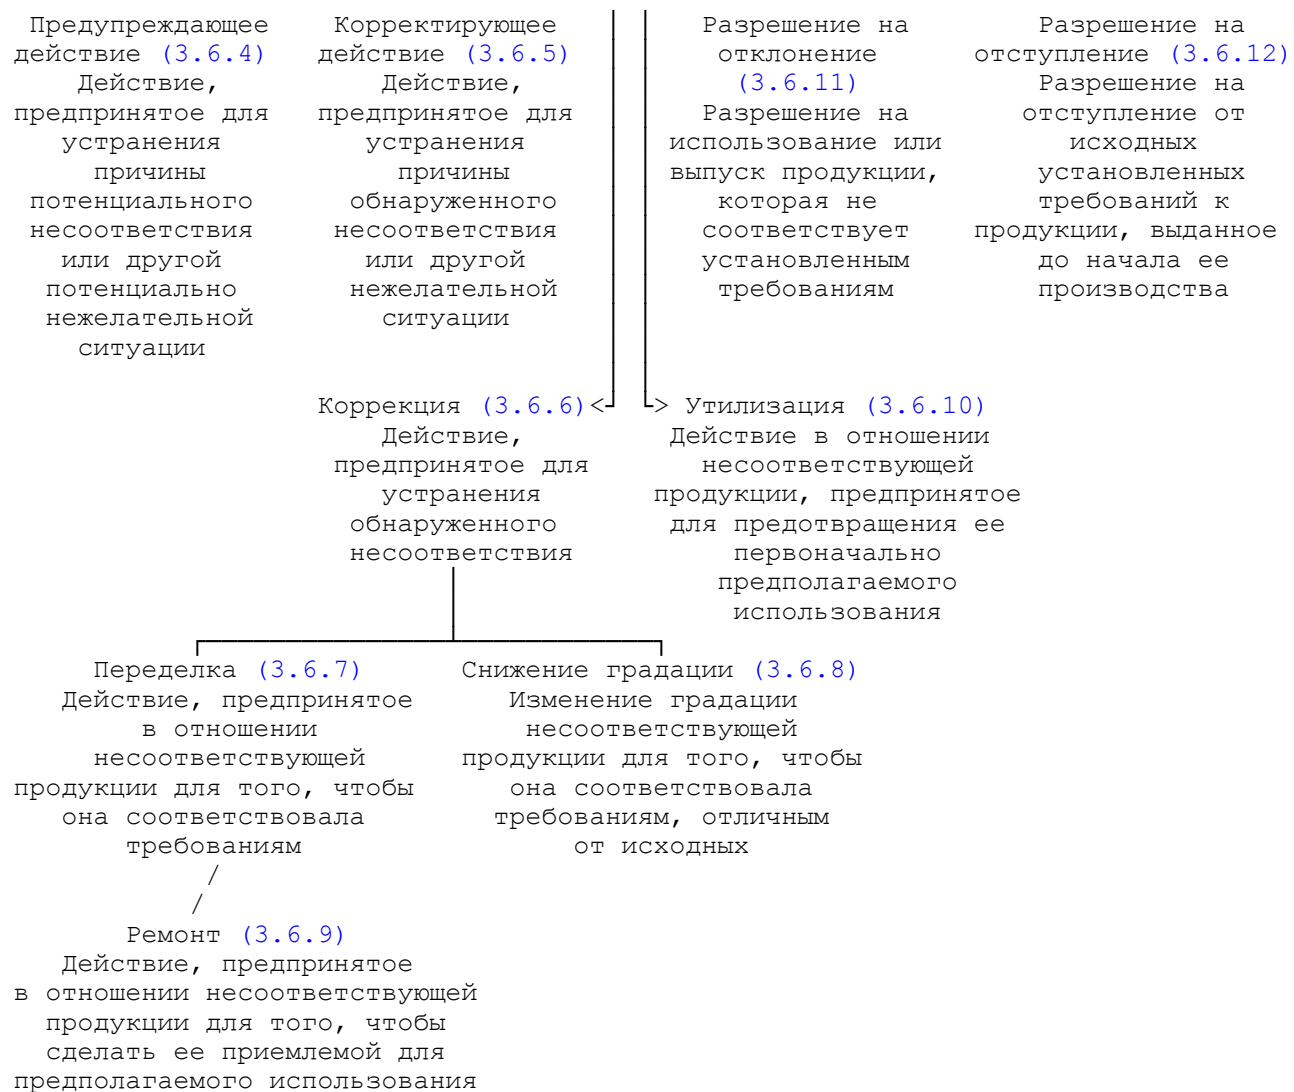 Предупреждающее
действие (3.6.4)
Действие,
предпринятое для
устранения
причины
потенциального
несоответствия
или другой
потенциально
нежелательной
ситуации
Корректирующее
действие (3.6.5)
Действие,
предпринятое для
устранения
причины
обнаруженного
несоответствия
или другой
нежелательной
ситуации
Разрешение на
отклонение
(3.6.11)
Разрешение на
использование или
выпуск продукции,
которая не
соответствует
установленным
требованиям
Разрешение на
отступление (3.6.12)
Разрешение на
отступление от
исходных
установленных
требований к
продукции, выданное
до начала ее
производства
Коррекция (3.6.6)<
Действие,
предпринятое для
устранения
обнаруженного
несоответствия
> Утилизация (3.6.10)
Действие в отношении
несоответствующей
продукции, предпринятое
для предотвращения ее
первоначально
предполагаемого
использования
Переделка (3.6.7)
Действие, предпринятое
в отношении
несоответствующей
продукции для того, чтобы
она соответствовала
требованиям
Снижение градации (3.6.8)
Изменение градации
несоответствующей
продукции для того, чтобы
она соответствовала
требованиям, отличным
от исходных
/
/
Ремонт (3.6.9)
Действие, предпринятое
в отношении несоответствующей
продукции для того, чтобы
сделать ее приемлемой для
предполагаемого использования